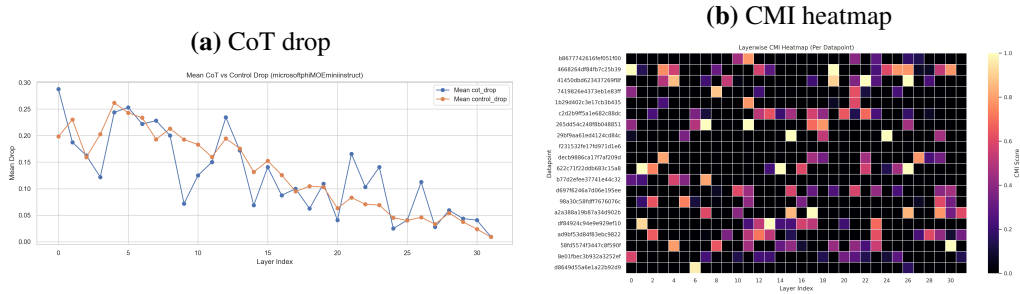 (a) CoT drop
Mean CoT vs Control Drop (microsoftphiMOEmininstruct)
Mean cot_drop
Mean control_drop
Mean Drop
0.30
0.25
0.20
0.15
0.10
0.05
0.00
0 5 10 15 20 25 30
Layer Index
(b) CMI heatmap
Layerwise CMI Heatmap (Per Datapoint)
Datapoint
b8677742616fef051f00
4668264df84fb7c25b39
41450dbd623437269f8f
7419826e4373eb1e83ff
1b29d402c3e17cb3b435
c2d2b9ff5a1e682c88dc
265dd54c248f8b048851
29bf9aa61ed4124cd84c
f231532fe17fd971d1e6
decb9886ca17f7af209d
622c71f22ddb683c15a8
b77d2efee37741e44c32
d697f6246a7d06e195ee
98a30c58fdff7676076c
a2a388a19b87a34d902b
df84924c94e9e929ef10
ad9bf53d84f83ebc9822
58fd5574f3447c8f590f
8e01fbec3b932a3252ef
d8649d55a6e1a22b92d9
0 2 4 6 8 10 12 14 16 18 20 22 24 26 28 30
Layer Index
1.0
0.8
0.6
0.4
0.2
0.0
CMI Score